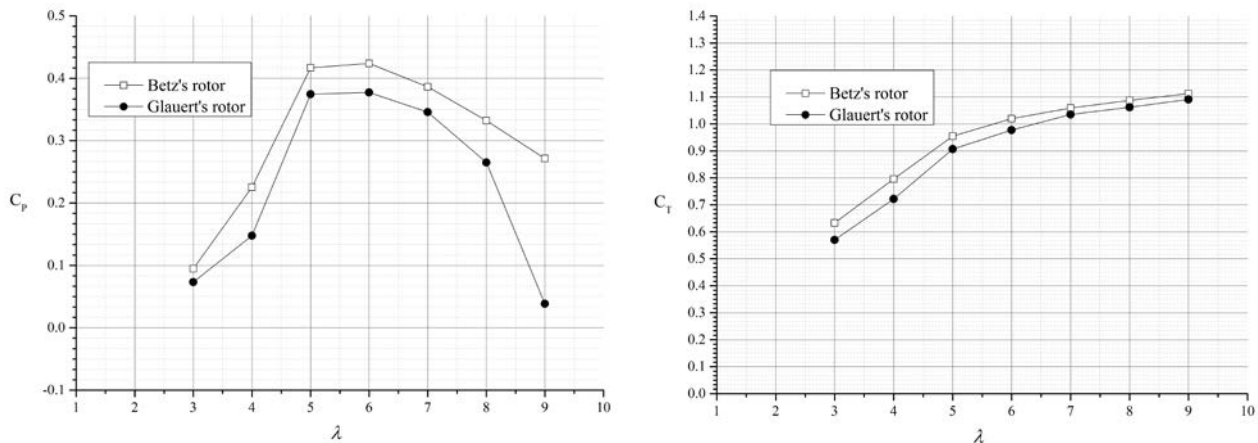 0.5
0.4
0.3
0.2
0.1
0.0
-0.1
C_P
Betz's rotor
Glauert's rotor
1 2 3 4 5 6 7 8 9 10
λ
1.4
1.3
1.2
1.1
1.0
0.9
0.8
0.7
0.6
0.5
0.4
0.3
0.2
0.1
0.0
C_T
Betz's rotor
Glauert's rotor
1 2 3 4 5 6 7 8 9 10
λ